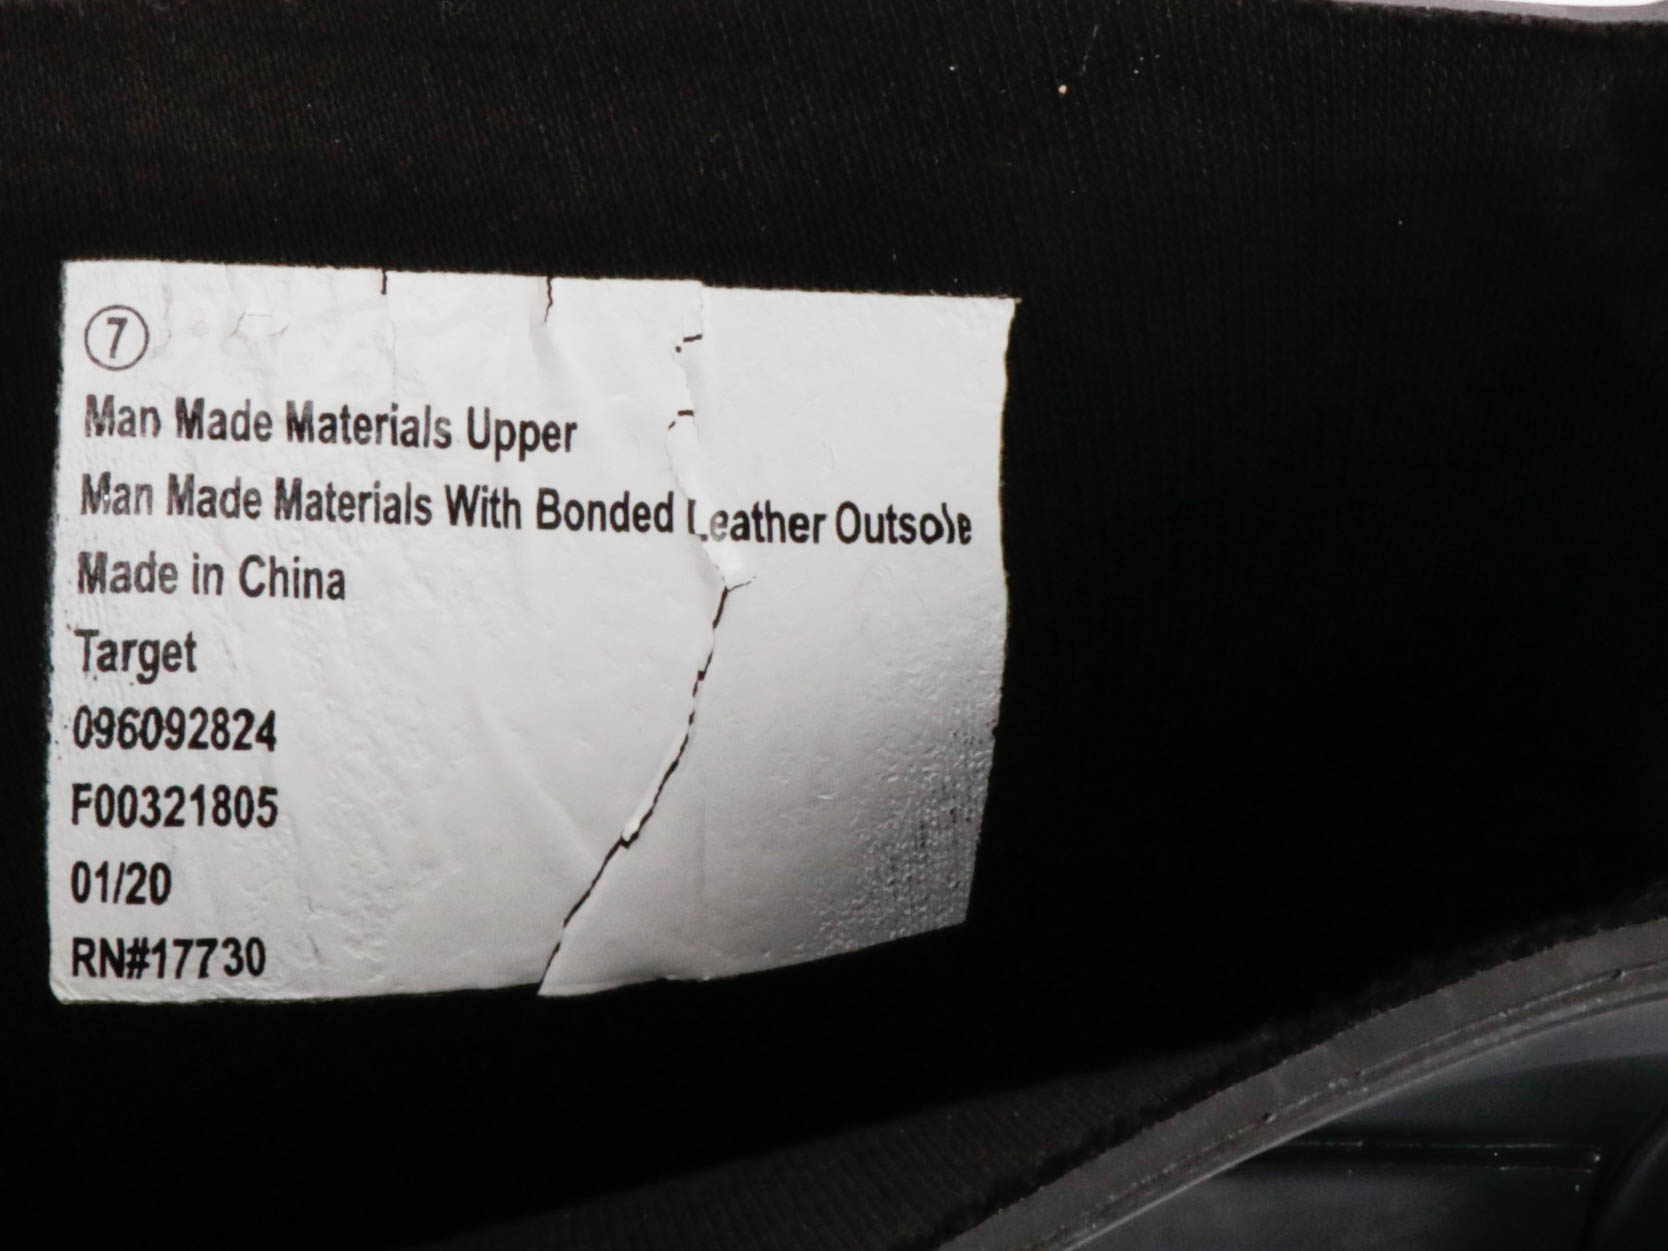 7
Man Made Materials Upper
Man Made Materials With Bonded Leather Outsole
Made in China
Target
096092824
F00321805
01/20
RN#17730